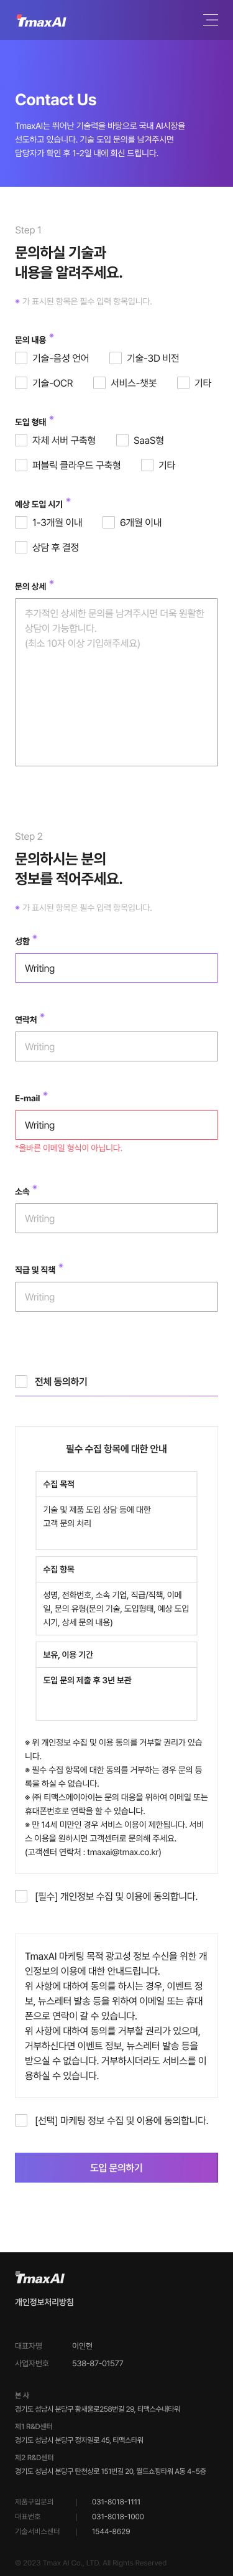 TmaxAI
Contact Us
TmaxAI는 뛰어난 기술력을 바탕으로 국내 AI시장을
선도하고 있습니다. 기술 도입 문의를 남겨주시면
담당자가 확인 후 1-2일 내에 회신 드립니다.
Step 1
문의하실 기술과
내용을 알려주세요.
* 가 표시된 항목은 필수 입력 항목입니다.
문의 내용 *
기술-음성 언어
기술-3D 비전
기술-OCR
서비스-챗봇
기타
도입 형태 *
자체 서버 구축형
SaaS형
퍼블릭 클라우드 구축형
기타
예상 도입 시기 *
1-3개월 이내
6개월 이내
상담 후 결정
문의 상세 *
추가적인 상세한 문의를 남겨주시면 더욱 원활한
상담이 가능합니다.
(최소 10자 이상 기입해주세요)
Step 2
문의하시는 분의
정보를 적어주세요.
* 가 표시된 항목은 필수 입력 항목입니다.
성함 *
Writing
연락처 *
Writing
E-mail *
Writing
*올바른 이메일 형식이 아닙니다.
소속 *
Writing
직급 및 직책 *
Writing
전체 동의하기
필수 수집 항목에 대한 안내
수집 목적
기술 및 제품 도입 상담 등에 대한
고객 문의 처리
수집 항목
성명, 전화번호, 소속 기업, 직급/직책, 이메
일, 문의 유형(문의 기술, 도입형태, 예상 도입
시기, 상세 문의 내용)
보유, 이용 기간
도입 문의 제출 후 3년 보관
※ 위 개인정보 수집 및 이용 동의를 거부할 권리가 있습
니다.
※ 필수 수집 항목에 대한 동의를 거부하는 경우 문의 등
록을 하실 수 없습니다.
※ ㈜ 티맥스에이아이는 문의 대응을 위하여 이메일 또는
휴대폰번호로 연락을 할 수 있습니다.
※ 만 14세 미만인 경우 서비스 이용이 제한됩니다. 서비
스 이용을 원하시면 고객센터로 문의해 주세요.
(고객센터 연락처 : tmaxai@tmax.co.kr)
[필수] 개인정보 수집 및 이용에 동의합니다.
TmaxAI 마케팅 목적 광고성 정보 수신을 위한 개
인정보의 이용에 대한 안내드립니다.
위 사항에 대하여 동의를 하시는 경우, 이벤트 정
보, 뉴스레터 발송 등을 위하여 이메일 또는 휴대
폰으로 연락이 갈 수 있습니다.
위 사항에 대하여 동의를 거부할 권리가 있으며,
거부하신다면 이벤트 정보, 뉴스레터 발송 등을
받으실 수 없습니다. 거부하시더라도 서비스를 이
용하실 수 있습니다.
[선택] 마케팅 정보 수집 및 이용에 동의합니다.
도입 문의하기
TmaxAI
개인정보처리방침
대표자명 이인현
사업자번호 538-87-01577
본 사
경기도 성남시 분당구 황새울로258번길 29, 티맥스수내타워
제1 R&D센터
경기도 성남시 분당구 정자일로 45, 티맥스타워
제2 R&D센터
경기도 성남시 분당구 탄천상로 151번길 20, 월드쇼핑타워 A동 4~5층
제품구입문의 | 031-8018-1111
대표번호 | 031-8018-1000
기술서비스센터 | 1544-8629
© 2023 Tmax AI Co., LTD. All Rights Reserved